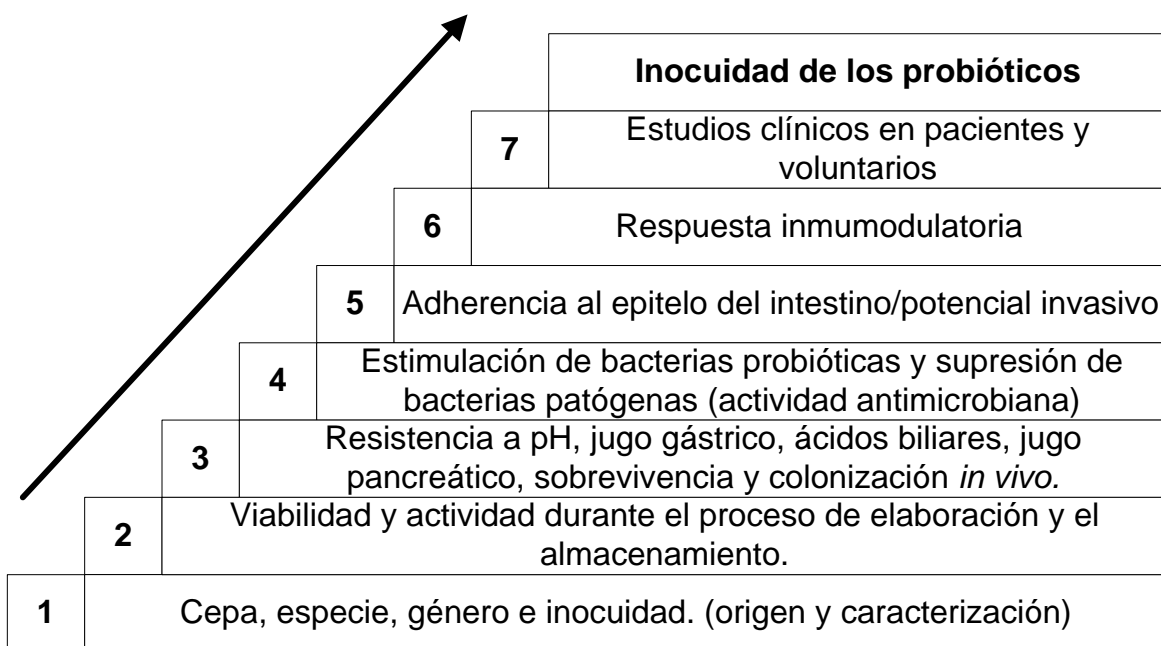 Inocuidad de los probióticos
7
Estudios clínicos en pacientes y
voluntarios
6
Respuesta inmumodulatoria
5
Adherencia al epitelo del intestino/potencial invasivo
4
Estimulación de bacterias probióticas y supresión de
bacterias patógenas (actividad antimicrobiana)
3
Resistencia a pH, jugo gástrico, ácidos biliares, jugo
pancreático, sobrevivencia y colonización in vivo.
2
Viabilidad y actividad durante el proceso de elaboración y el
almacenamiento.
1
Cepa, especie, género e inocuidad. (origen y caracterización)